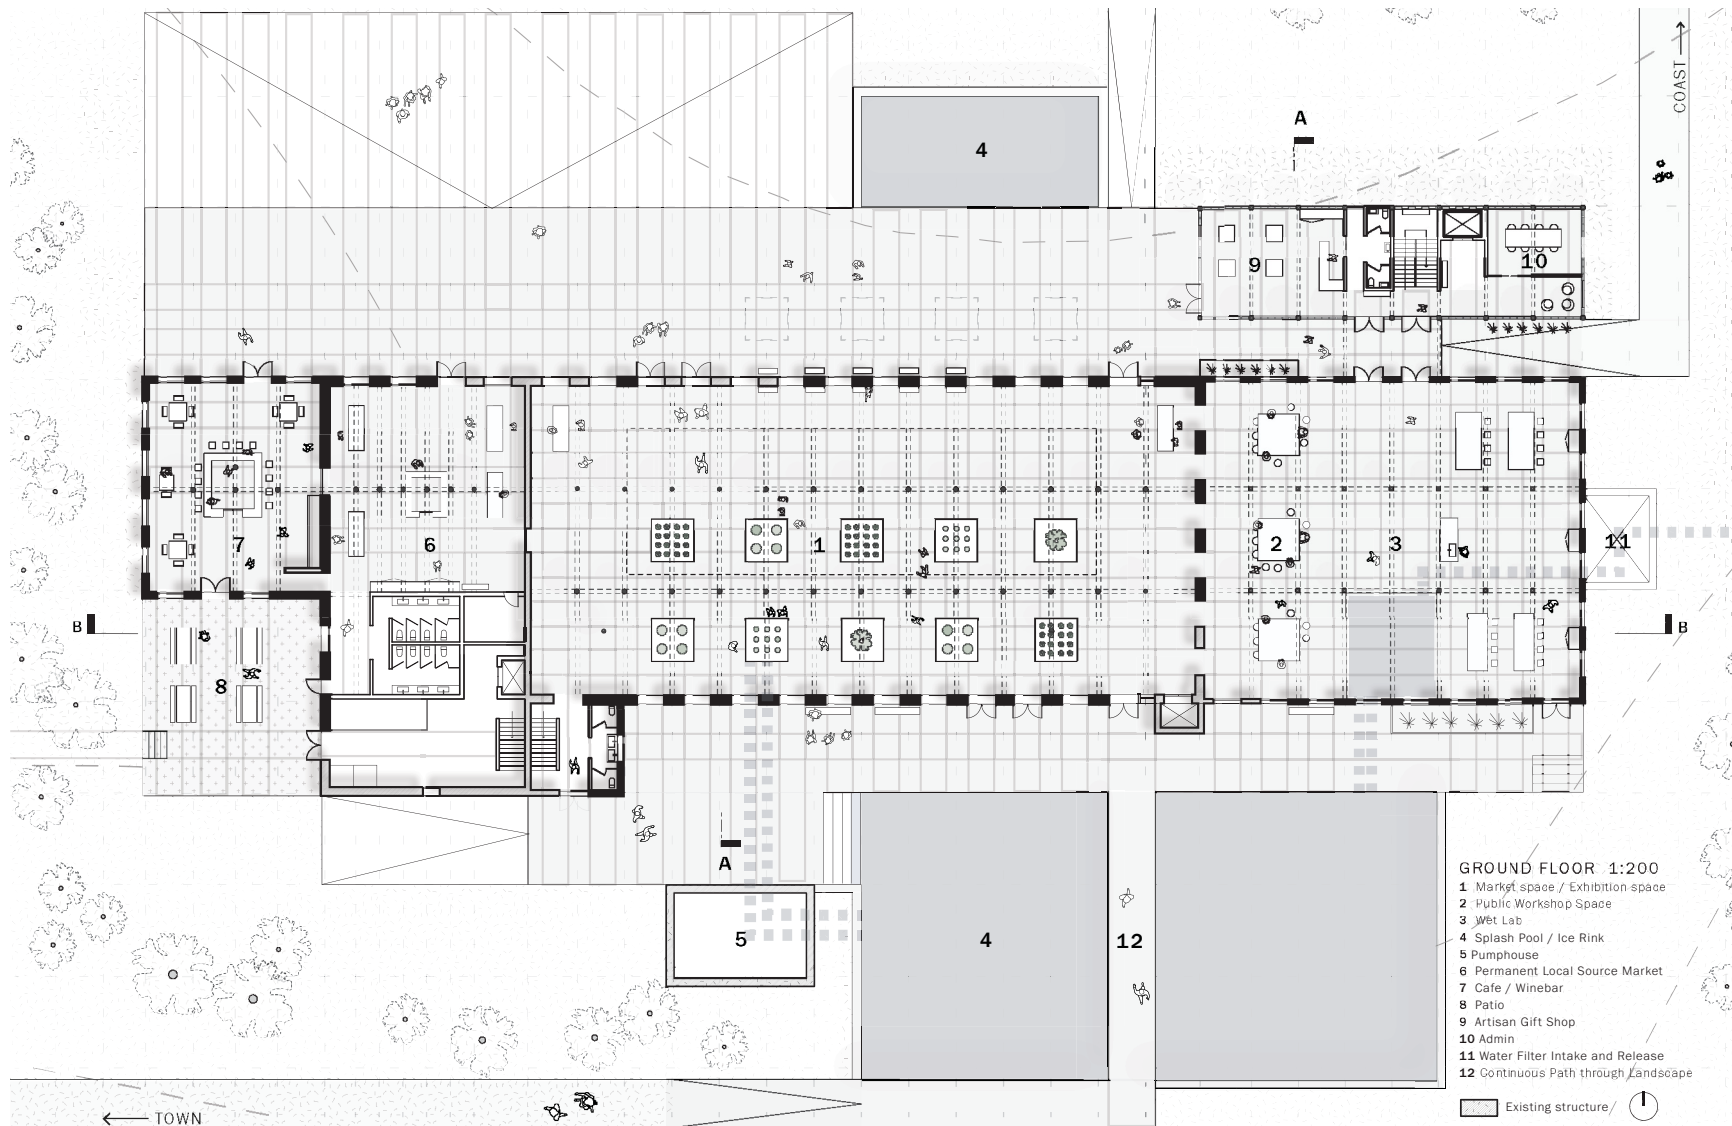 COAST
A
4
9
10
7
6
1
2
3
11
B
B
8
A
5
4
12
GROUND FLOOR 1:200
1 Market space / Exhibition space
2 Public Workshop Space
3 Wet Lab
4 Splash Pool / Ice Rink
5 Pumphouse
6 Permanent Local Source Market
7 Cafe / Winebar
8 Patio
9 Artisan Gift Shop
10 Admin
11 Water Filter Intake and Release
12 Continuous Path through Landscape
Existing structure
TOWN